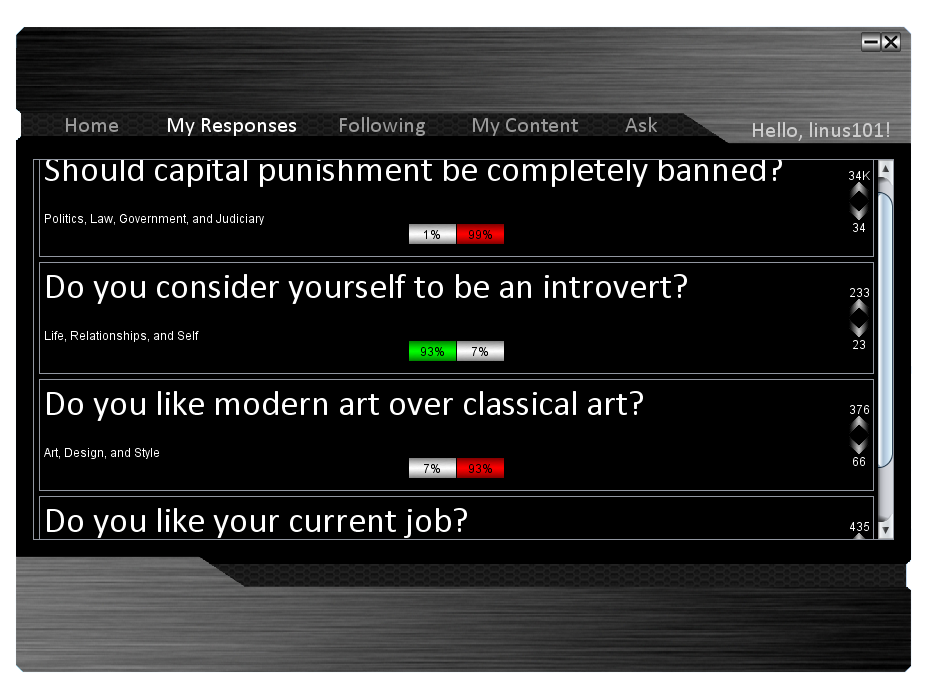 Home My Responses Following My Content Ask Hello, linus101!
Should capital punishment be completely banned?
34K
Politics, Law, Government, and Judiciary
34
1% 99%
Do you consider yourself to be an introvert?
233
Life, Relationships, and Self
23
93% 7%
Do you like modern art over classical art?
376
Art, Design, and Style
66
7% 93%
Do you like your current job?
435